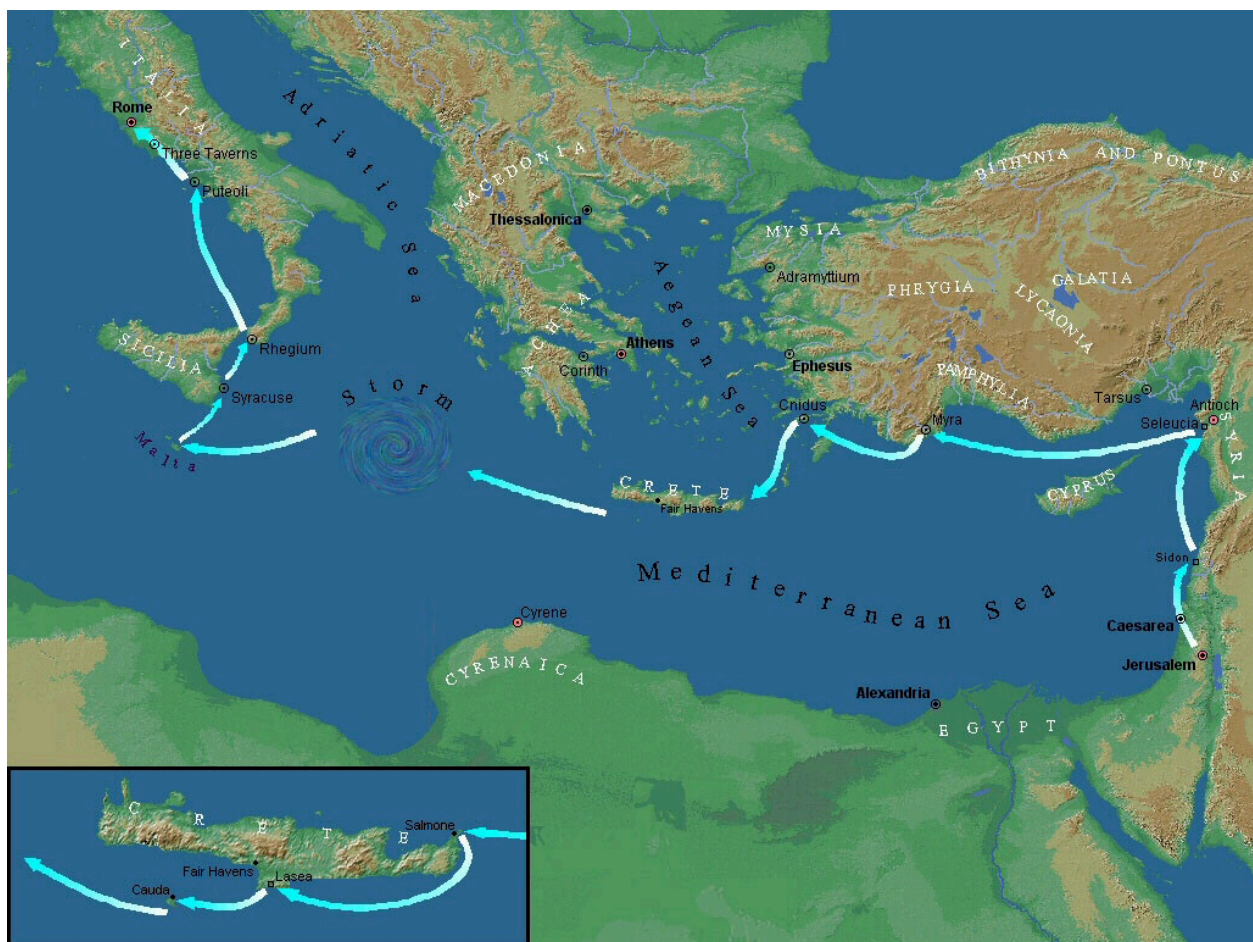 ITALIA
Rome
Three Taverns
Puteoli
Adriatic Sea
MACEDONIA
Thessalonica
BITHYNIA AND PONTUS
MYSIA
Adramyttium
Aegean Sea
PHRYGIA
GALATIA
LYCAONIA
ACHEA
SICILIA
Rhegium
Corinth
Athens
Ephesus
PAMPHYLIA
Tarsus
Antioch
Seleucia
SYRIA
Syracuse
Storm
Cnidus
Myra
Malta
CRETE
Fair Havens
CYPRUS
Mediterranean Sea
Sidon
Cyrene
CYRENAICA
Caesarea
Jerusalem
Alexandria
EGYPT
CRETE
Salmone
Fair Havens
Lasea
Cauda